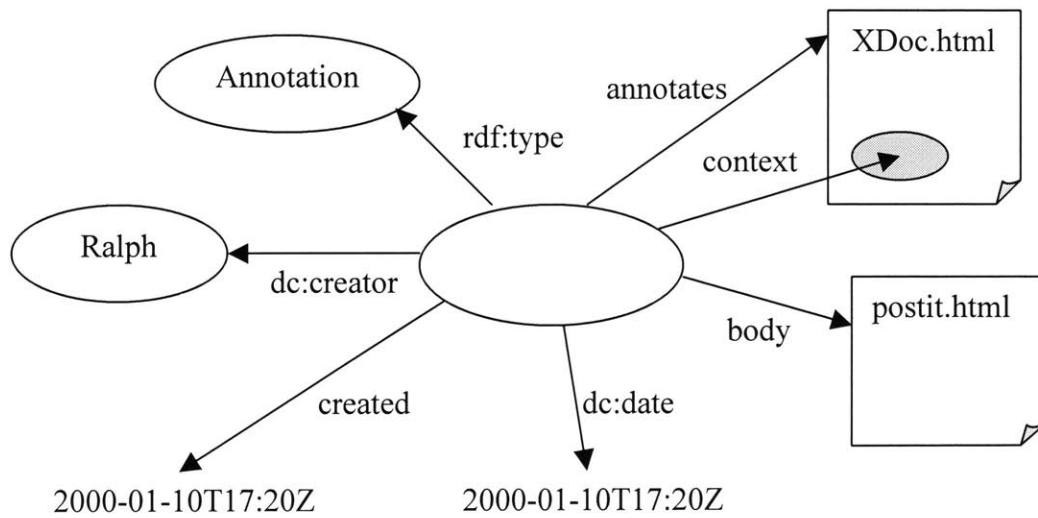 XDoc.html
Annotation
annotates
rdf:type
context
Ralph
dc:creator
postit.html
body
created
dc:date
2000-01-10T17:20Z
2000-01-10T17:20Z